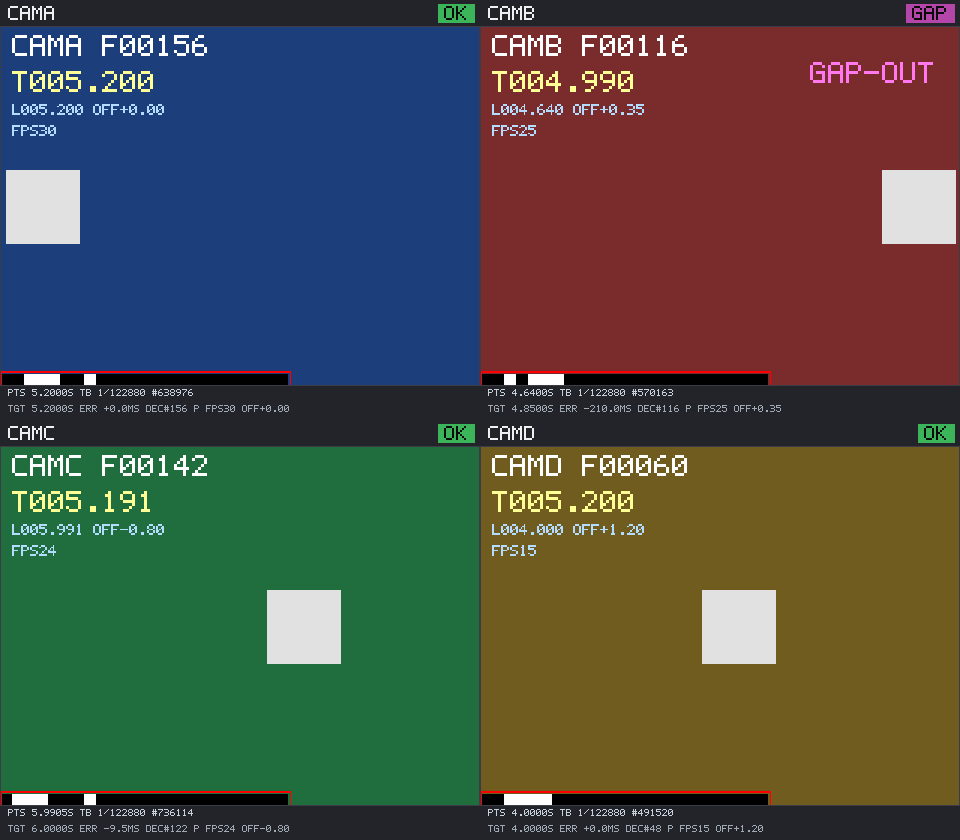 CAMA OK
CAMA F00156
T005.200
L005.200 OFF+0.00
FPS30
PTS 5.2000S TB 1/122880 #638976
TGT 5.2000S ERR +0.0MS DEC#156 P FPS30 OFF+0.00
CAMB GAP
CAMB F00116
GAP-OUT
T004.990
L004.640 OFF+0.35
FPS25
PTS 4.6400S TB 1/122880 #570163
TGT 4.8500S ERR -210.0MS DEC#116 P FPS25 OFF+0.35
CAMC OK
CAMC F00142
T005.191
L005.991 OFF-0.80
FPS24
PTS 5.9905S TB 1/122880 #736114
TGT 6.0000S ERR -9.5MS DEC#122 P FPS24 OFF-0.80
CAMD OK
CAMD F00060
T005.200
L004.000 OFF+1.20
FPS15
PTS 4.0000S TB 1/122880 #491520
TGT 4.0000S ERR +0.0MS DEC#48 P FPS15 OFF+1.20